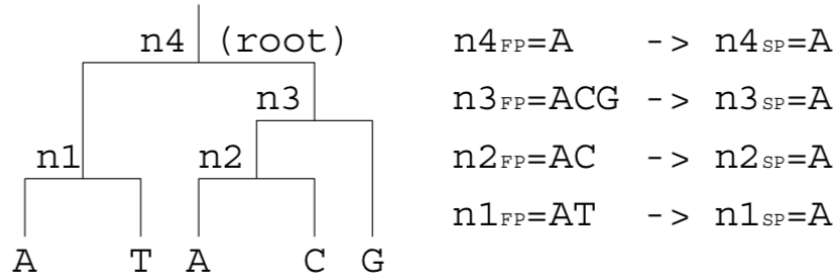 n4 (root)
n3
n1
n2
A T A C G
n4FP=A -> n4SP=A
n3FP=ACG -> n3SP=A
n2FP=AC -> n2SP=A
n1FP=AT -> n1SP=A